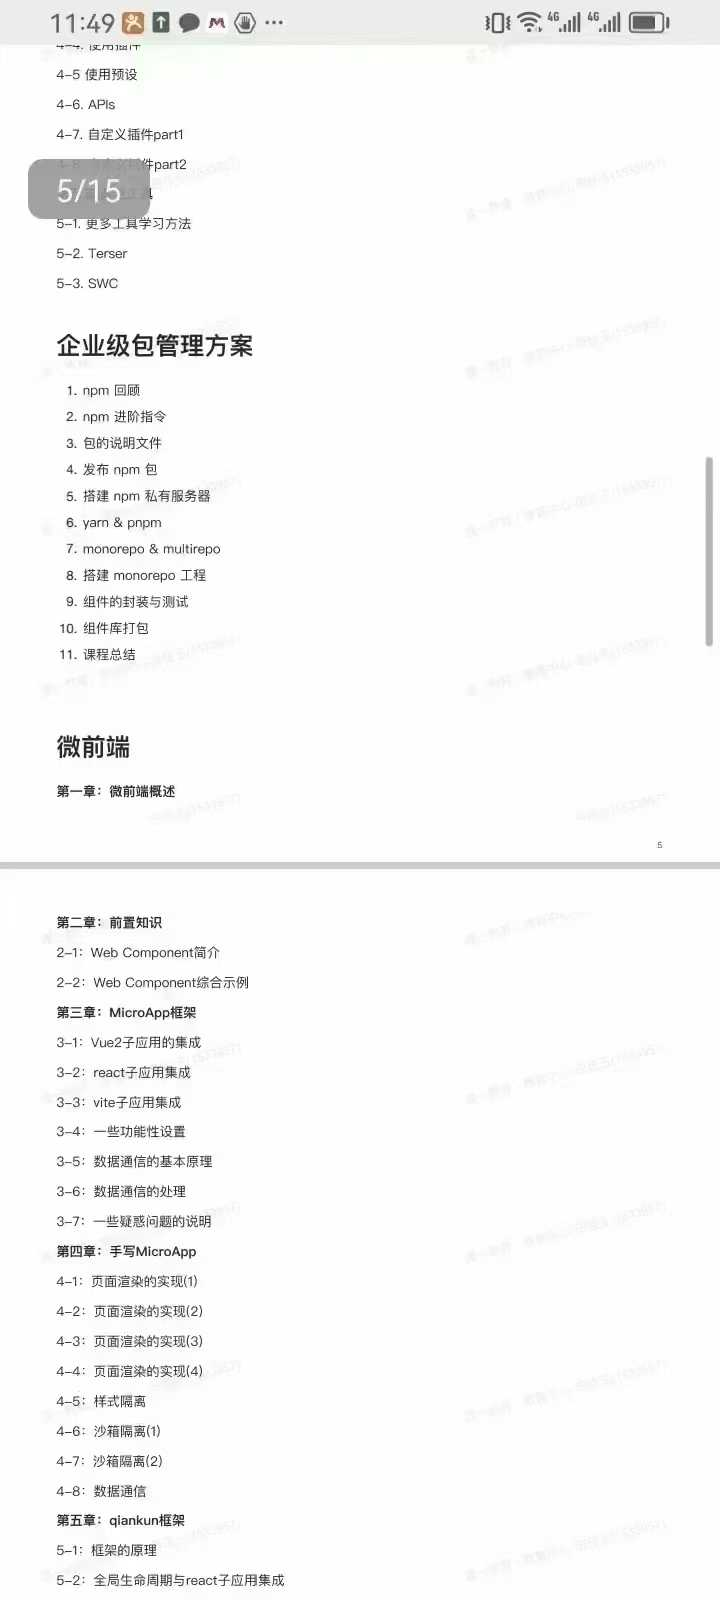 11:49
4G 4G
4-4. 使用插件
4-5 使用预设
4-6. APIs
4-7. 自定义插件part1
4-8. 自定义插件part2
5/15
5-1. 更多工具学习方法
5-2. Terser
5-3. SWC
企业级包管理方案
1. npm 回顾
2. npm 进阶指令
3. 包的说明文件
4. 发布 npm 包
5. 搭建 npm 私有服务器
6. yarn & pnpm
7. monorepo & multirepo
8. 搭建 monorepo 工程
9. 组件的封装与测试
10. 组件库打包
11. 课程总结
微前端
第一章：微前端概述
5
第二章：前置知识
2-1：Web Component简介
2-2：Web Component综合示例
第三章：MicroApp框架
3-1：Vue2子应用的集成
3-2：react子应用集成
3-3：vite子应用集成
3-4：一些功能性设置
3-5：数据通信的基本原理
3-6：数据通信的处理
3-7：一些疑惑问题的说明
第四章：手写MicroApp
4-1：页面渲染的实现(1)
4-2：页面渲染的实现(2)
4-3：页面渲染的实现(3)
4-4：页面渲染的实现(4)
4-5：样式隔离
4-6：沙箱隔离(1)
4-7：沙箱隔离(2)
4-8：数据通信
第五章：qiankun框架
5-1：框架的原理
5-2：全局生命周期与react子应用集成